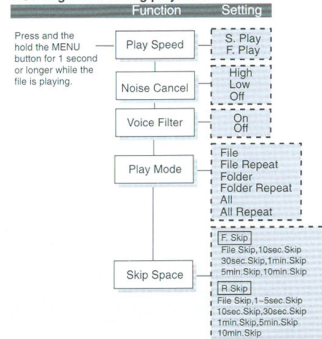 Function Setting
Press and the
hold the MENU
button for 1 second
or longer while the
file is playing.
Play Speed
S. Play
F. Play
Noise Cancel
High
Low
Off
Voice Filter
On
Off
Play Mode
File
File Repeat
Folder
Folder Repeat
All
All Repeat
Skip Space
F. Skip
File Skip,10sec.Skip
30sec.Skip,1min.Skip
5min.Skip,10min.Skip
R.Skip
File Skip,1~5sec.Skip
10sec.Skip,30sec.Skip
1min.Skip,5min.Skip
10min.Skip